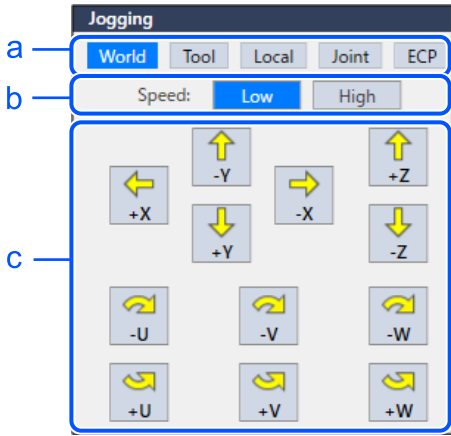 Jogging
a
World Tool Local Joint ECP
b
Speed: Low High
c
-Y +Z
+X -X
+Y -Z
-U -V -W
+U +V +W